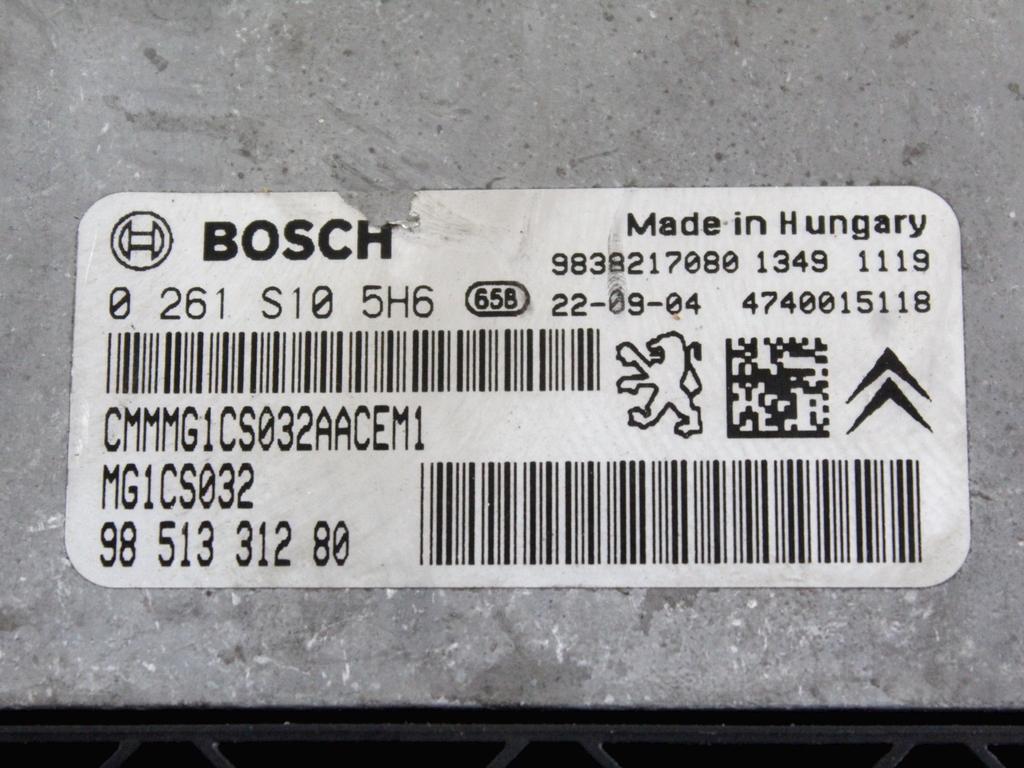 BOSCH
Made in Hungary
9838217080 1349 1119
0 261 S10 5H6 658
22-09-04 4740015118
CMMMG1CS032AACEM1
MG1CS032
98 513 312 80